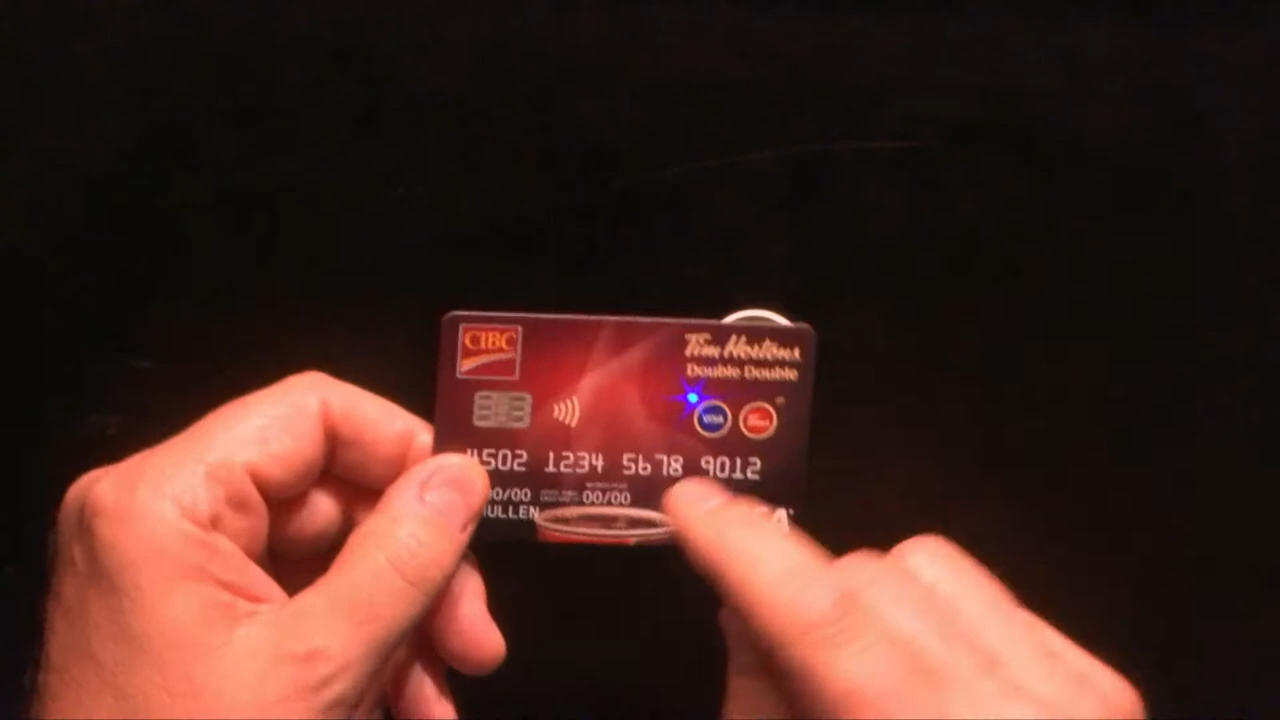 CIBC
Tim Hortons
Double Double
VISA
4502 1234 5678 9012
00/00 00/00
MULLEN